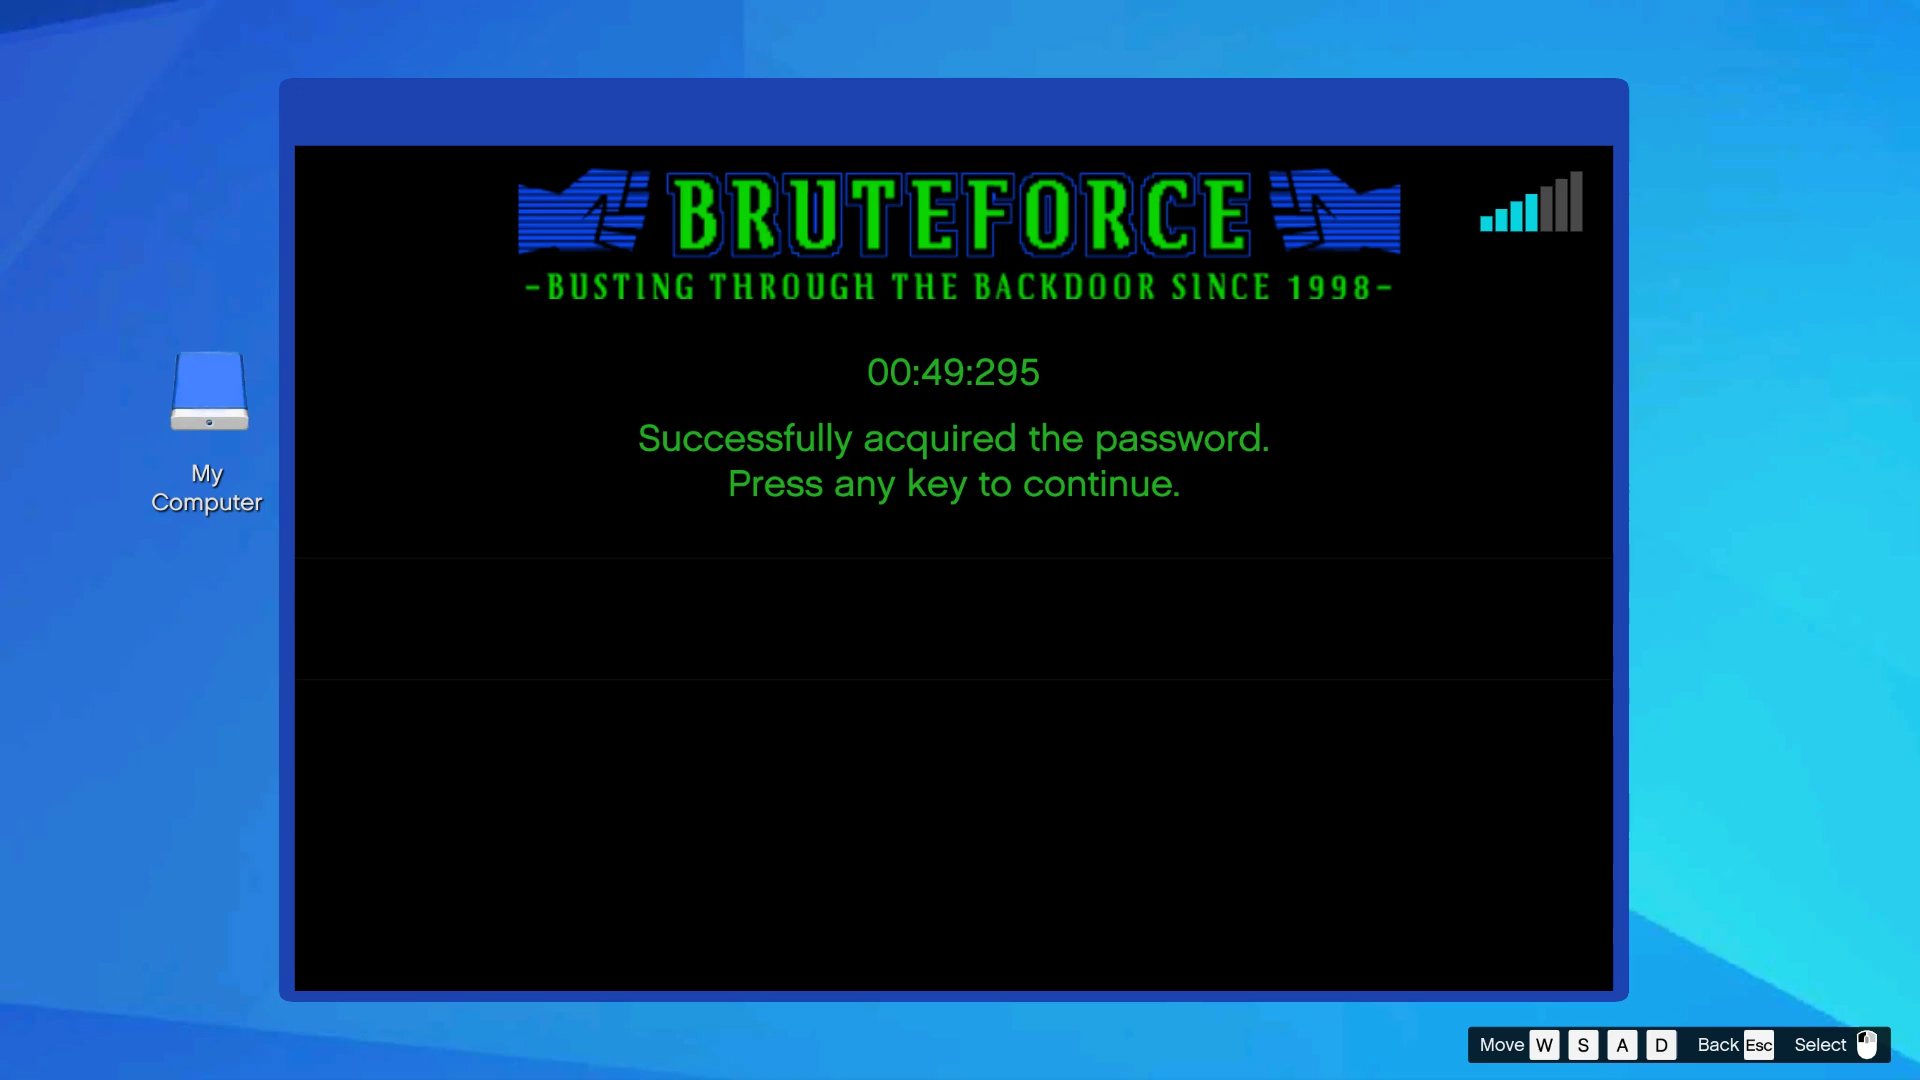 BRUTEFORCE
-BUSTING THROUGH THE BACKDOOR SINCE 1998-
00:49:295
Successfully acquired the password.
Press any key to continue.
My
Computer
Move W S A D Back Esc Select